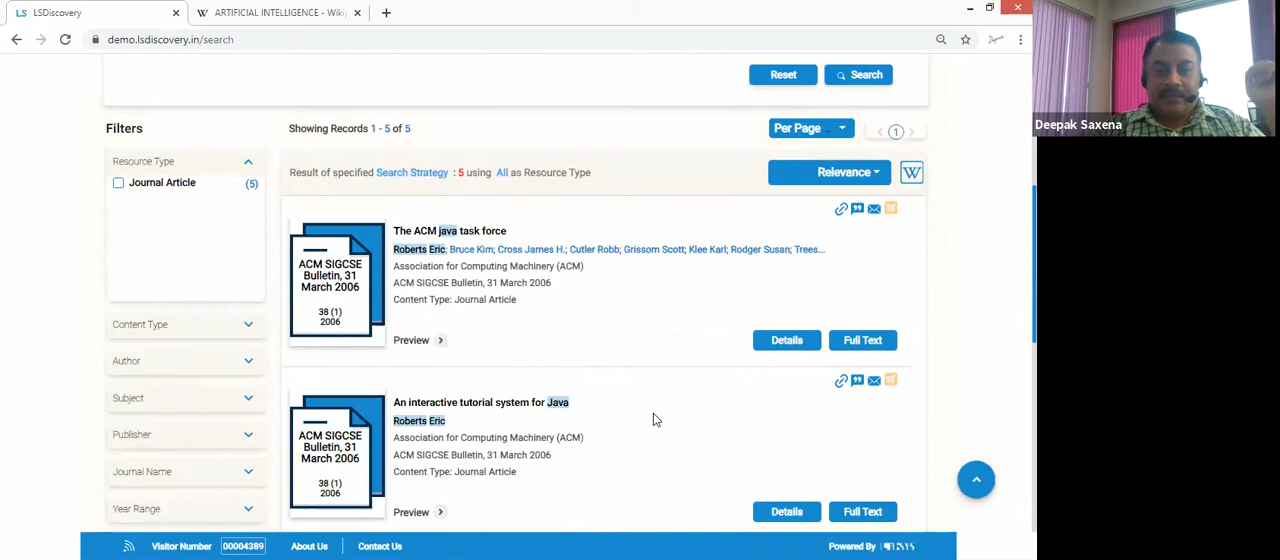 LS LSDiscovery
W ARTIFICIAL INTELLIGENCE - Wiki
demo.lsdiscovery.in/search
Deepak Saxena
Reset
Search
Filters
Showing Records 1 - 5 of 5
Per Page
1
Resource Type
Journal Article (5)
Result of specified Search Strategy : 5 using All as Resource Type
Relevance
W
The ACM java task force
Roberts Eric; Bruce Kim; Cross James H.; Cutler Robb; Grissom Scott; Klee Karl; Rodger Susan; Trees...
Association for Computing Machinery (ACM)
ACM SIGCSE Bulletin, 31 March 2006
Content Type: Journal Article
ACM SIGCSE
Bulletin, 31
March 2006
38 (1)
2006
Preview
Details
Full Text
Content Type
Author
Subject
Publisher
Journal Name
Year Range
An interactive tutorial system for Java
Roberts Eric
Association for Computing Machinery (ACM)
ACM SIGCSE Bulletin, 31 March 2006
Content Type: Journal Article
ACM SIGCSE
Bulletin, 31
March 2006
38 (1)
2006
Preview
Details
Full Text
Visitor Number 00004389
About Us
Contact Us
Powered By